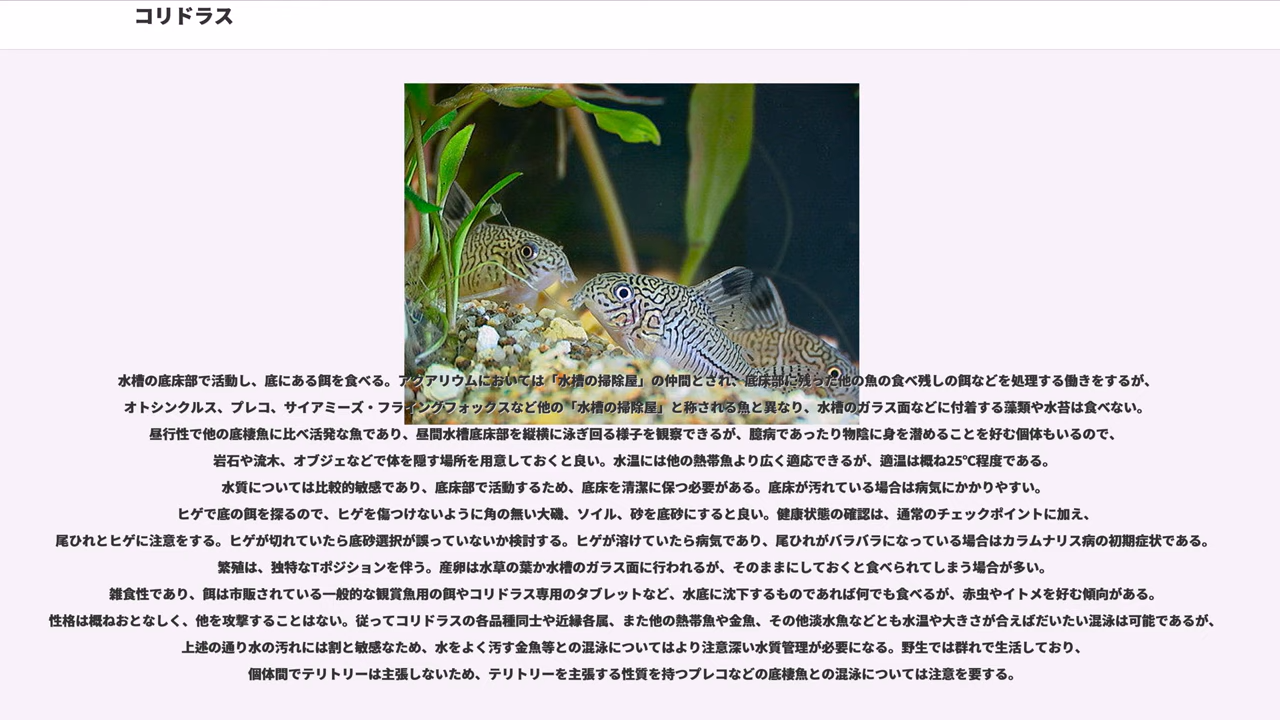 コリドラス
水槽の底床部で活動し、底にある餌を食べる。アクアリウムにおいては「水槽の掃除屋」の仲間とされ、底床部に残った他の魚の食べ残しの餌などを処理する働きをするが、
オトシンクルス、プレコ、サイアミーズ・フライングフォックスなど他の「水槽の掃除屋」と称される魚と異なり、水槽のガラス面などに付着する藻類や水苔は食べない。
昼行性で他の底棲魚に比べ活発な魚であり、昼間水槽底床部を縦横に泳ぎ回る様子を観察できるが、臆病であったり物陰に身を潜めることを好む個体もいるので、
岩石や流木、オブジェなどで体を隠す場所を用意しておくと良い。水温には他の熱帯魚より広く適応できるが、適温は概ね25℃程度である。
水質については比較的敏感であり、底床部で活動するため、底床を清潔に保つ必要がある。底床が汚れている場合は病気にかかりやすい。
ヒゲで底の餌を探るので、ヒゲを傷つけないように角の無い大磯、ソイル、砂を底砂にすると良い。健康状態の確認は、通常のチェックポイントに加え、
尾ひれとヒゲに注意をする。ヒゲが切れていたら底砂選択が誤っていないか検討する。ヒゲが溶けていたら病気であり、尾ひれがバラバラになっている場合はカラムナリス病の初期症状である。
繁殖は、独特なTポジションを伴う。産卵は水草の葉か水槽のガラス面に行われるが、そのままにしておくと食べられてしまう場合が多い。
雑食性であり、餌は市販されている一般的な観賞魚用の餌やコリドラス専用のタブレットなど、水底に沈下するものであれば何でも食べるが、赤虫やイトメを好む傾向がある。
性格は概ねおとなしく、他を攻撃することはない。従ってコリドラスの各品種同士や近縁各属、また他の熱帯魚や金魚、その他淡水魚などとも水温や大きさが合えばだいたい混泳は可能であるが、
上述の通り水の汚れには割と敏感なため、水をよく汚す金魚等との混泳についてはより注意深い水質管理が必要になる。野生では群れで生活しており、
個体間でテリトリーは主張しないため、テリトリーを主張する性質を持つプレコなどの底棲魚との混泳については注意を要する。